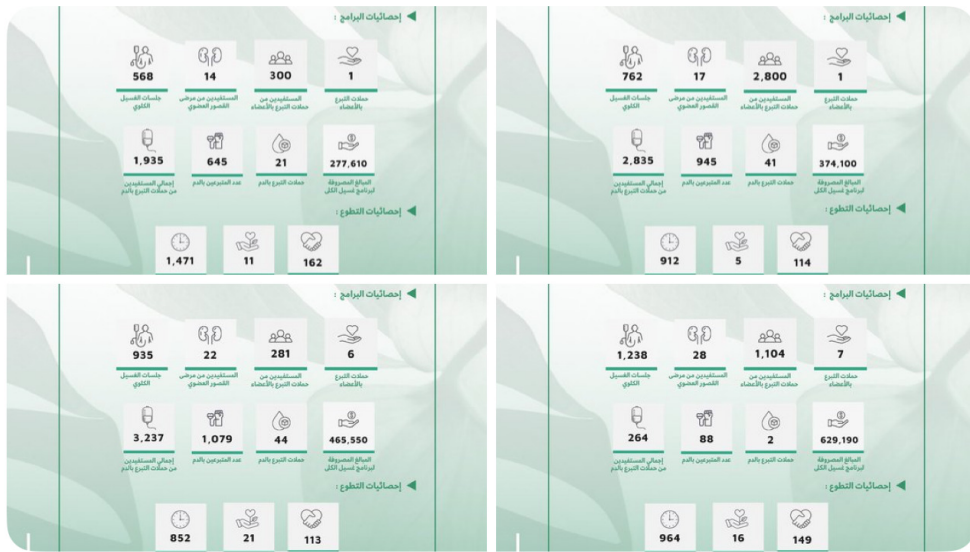 إحصائيات البرامج :
1
300
14
568
حملات التبرع بالأعضاء
المستفيدين من حملات التبرع بالأعضاء
المستفيدين من مرضى القصور العضوي
جلسات الغسيل الكلوي
277,610
21
645
1,935
المبالغ المصروفة لبرنامج غسيل الكلى
حملات التبرع بالدم
عدد المتبرعين بالدم
إجمالي المستفيدين من حملات التبرع بالدم
إحصائيات التطوع :
162
11
1,471
إحصائيات البرامج :
1
2,800
17
762
حملات التبرع بالأعضاء
المستفيدين من حملات التبرع بالأعضاء
المستفيدين من مرضى القصور العضوي
جلسات الغسيل الكلوي
374,100
41
945
2,835
المبالغ المصروفة لبرنامج غسيل الكلى
حملات التبرع بالدم
عدد المتبرعين بالدم
إجمالي المستفيدين من حملات التبرع بالدم
إحصائيات التطوع :
114
5
912
إحصائيات البرامج :
6
281
22
935
حملات التبرع بالأعضاء
المستفيدين من حملات التبرع بالأعضاء
المستفيدين من مرضى القصور العضوي
جلسات الغسيل الكلوي
465,550
44
1,079
3,237
المبالغ المصروفة لبرنامج غسيل الكلى
حملات التبرع بالدم
عدد المتبرعين بالدم
إجمالي المستفيدين من حملات التبرع بالدم
إحصائيات التطوع :
113
21
852
إحصائيات البرامج :
7
1,104
28
1,238
حملات التبرع بالأعضاء
المستفيدين من حملات التبرع بالأعضاء
المستفيدين من مرضى القصور العضوي
جلسات الغسيل الكلوي
629,190
2
88
264
المبالغ المصروفة لبرنامج غسيل الكلى
حملات التبرع بالدم
عدد المتبرعين بالدم
إجمالي المستفيدين من حملات التبرع بالدم
إحصائيات التطوع :
149
16
964